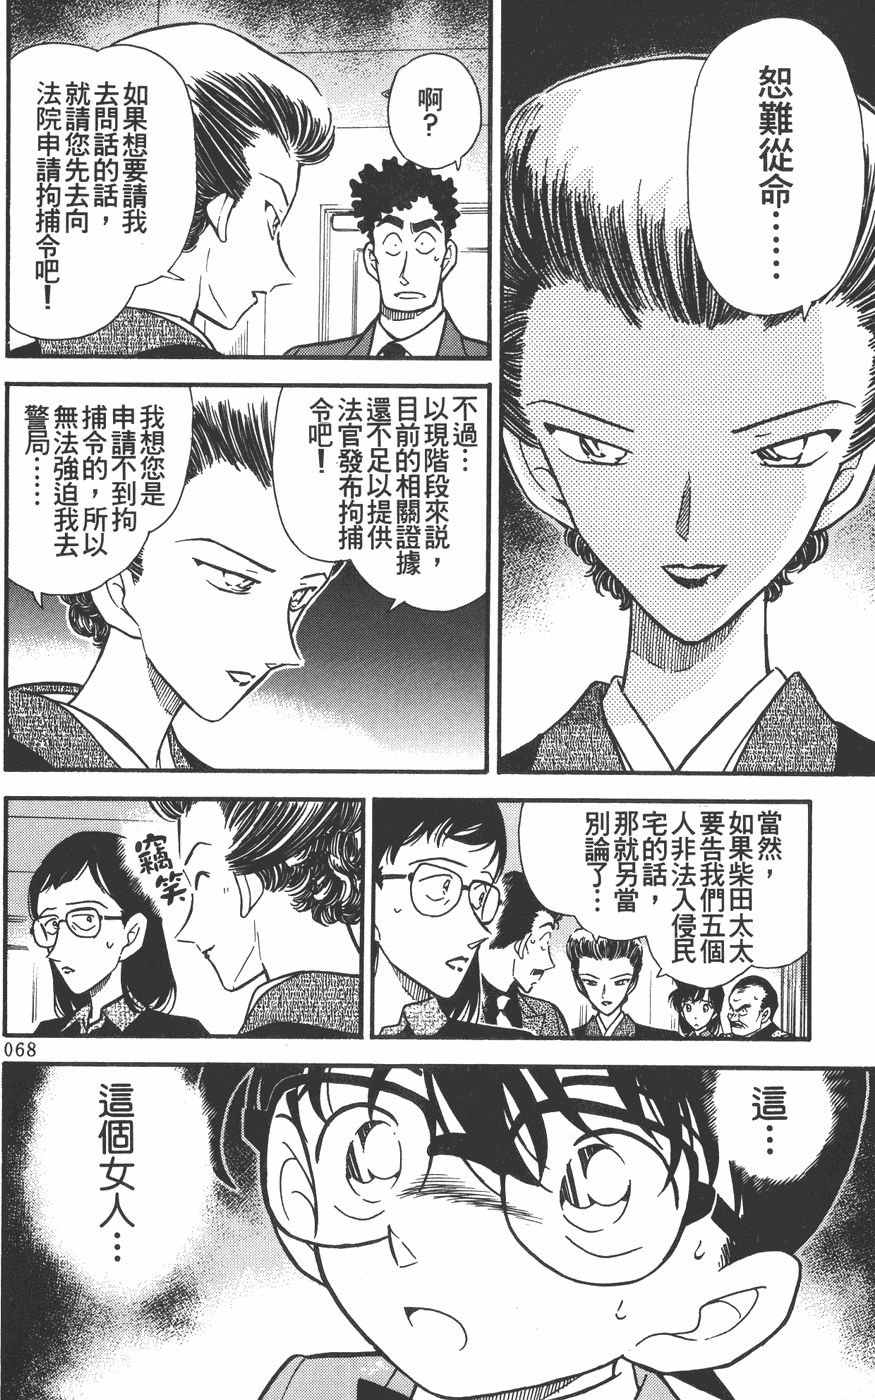 恕難從命……
啊？
如果想要請我
去問話的話，
就請您先去向
法院申請拘捕令吧！
不過…
以現階段來説，
目前的相關證據
還不足以提供
法官發布拘捕
令吧！
我想您是
申請不到拘
捕令的，所以
無法強迫我去
警局……
當然，
如果柴田太太
要告我們五個
人非法入侵民
宅的話，
那就另當
別論了…
竊笑
068
這…
這個女人…